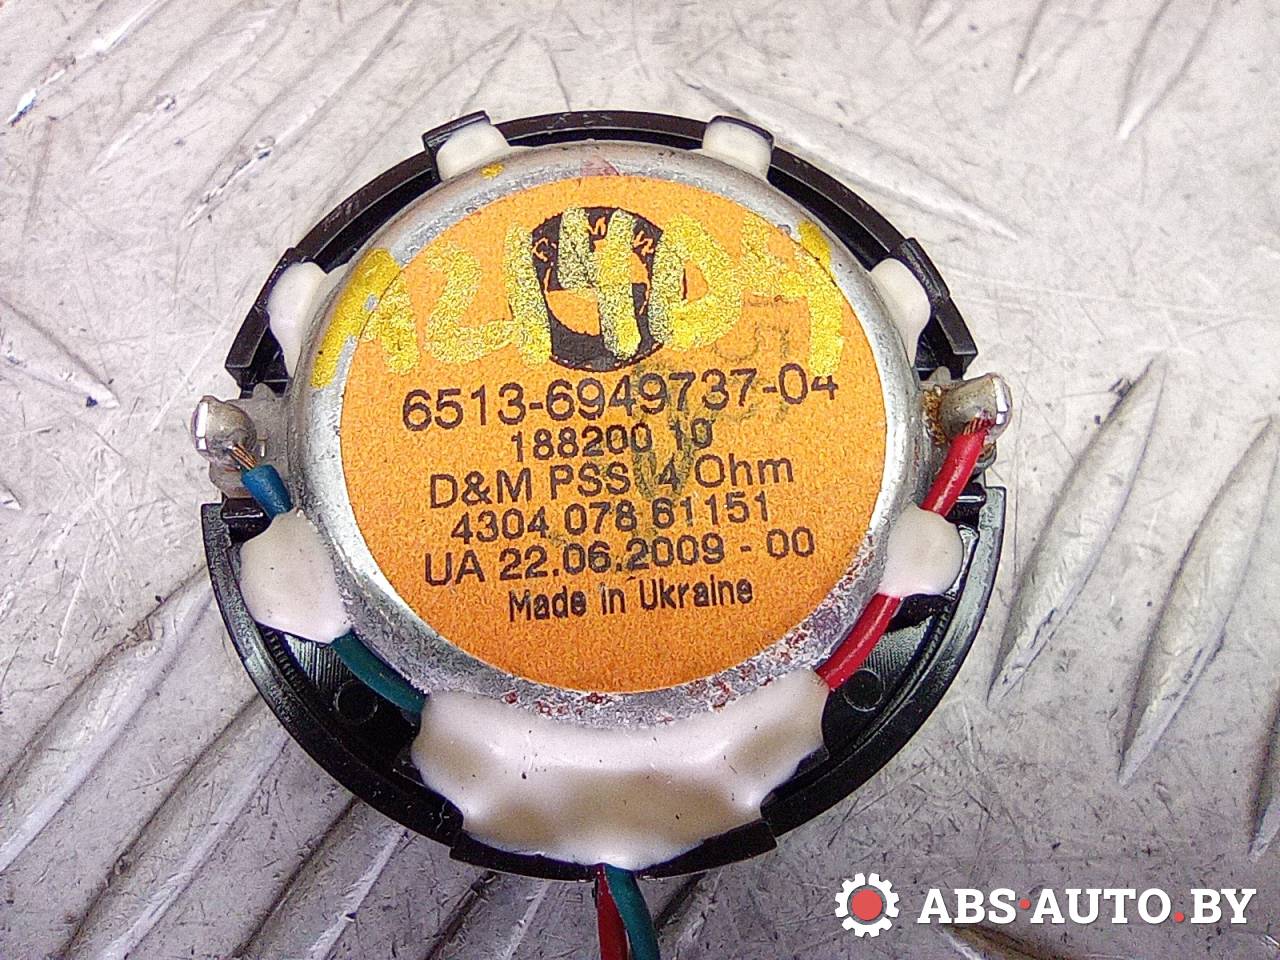 BMW
6513-6949737-04
188200 10
D&M PSS 4 Ohm
4304 078 61151
UA 22.06.2009 - 00
Made in Ukraine
ABS·AUTO.BY